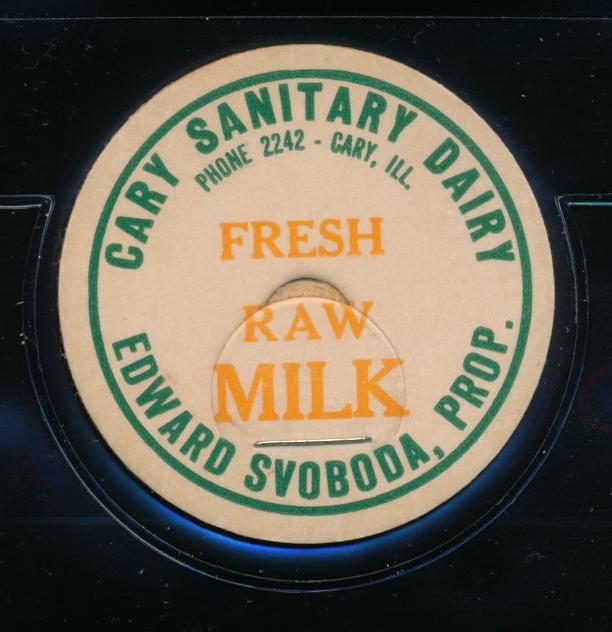 CARY SANITARY DAIRY
PHONE 2242 - CARY, ILL.
FRESH
RAW
MILK
EDWARD SVOBODA, PROP.